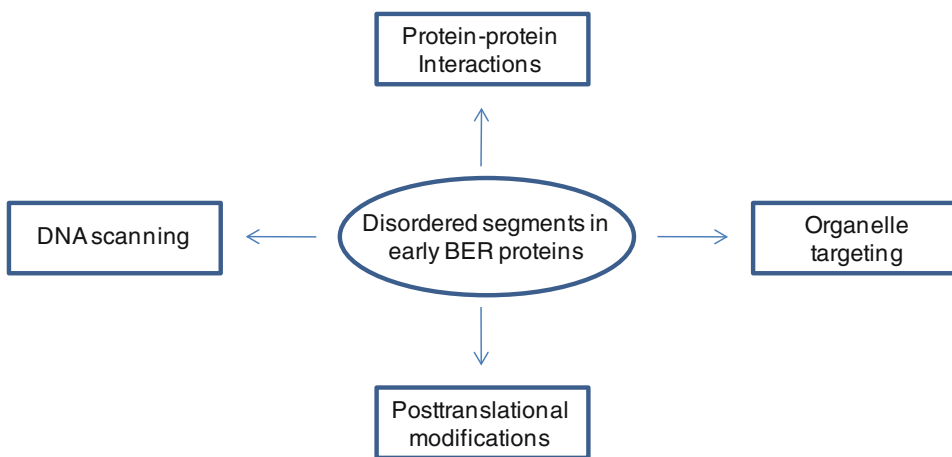 Protein-protein
Interactions
DNA scanning
Disordered segments in
early BER proteins
Organelle
targeting
Posttranslational
modifications